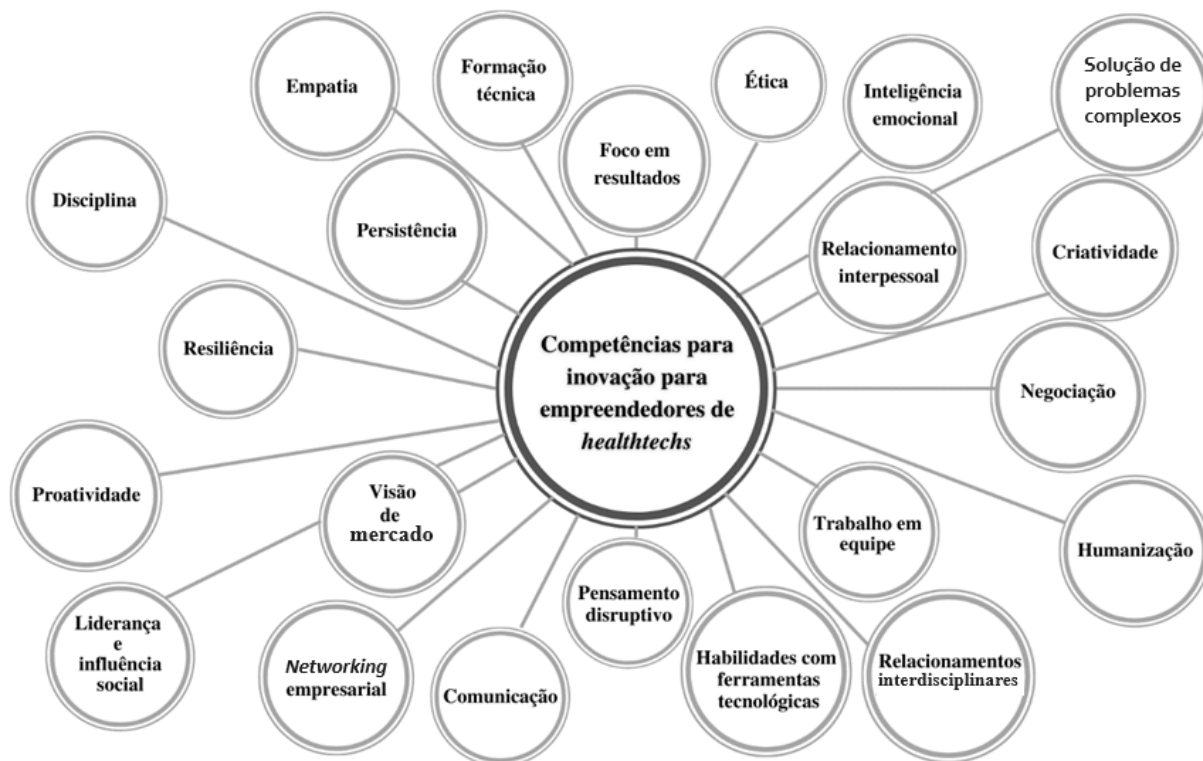 Empatia
Formação
técnica
Ética
Inteligência
emocional
Solução de
problemas
complexos
Foco em
resultados
Disciplina
Persistência
Relacionamento
interpessoal
Criatividade
Resiliência
Competências para
inovação para
empreendedores de
healthtechs
Negociação
Proatividade
Visão
de
mercado
Trabalho em
equipe
Humanização
Liderança
e
influência
social
Networking
empresarial
Comunicação
Pensamento
disruptivo
Habilidades com
ferramentas
tecnológicas
Relacionamentos
interdisciplinares